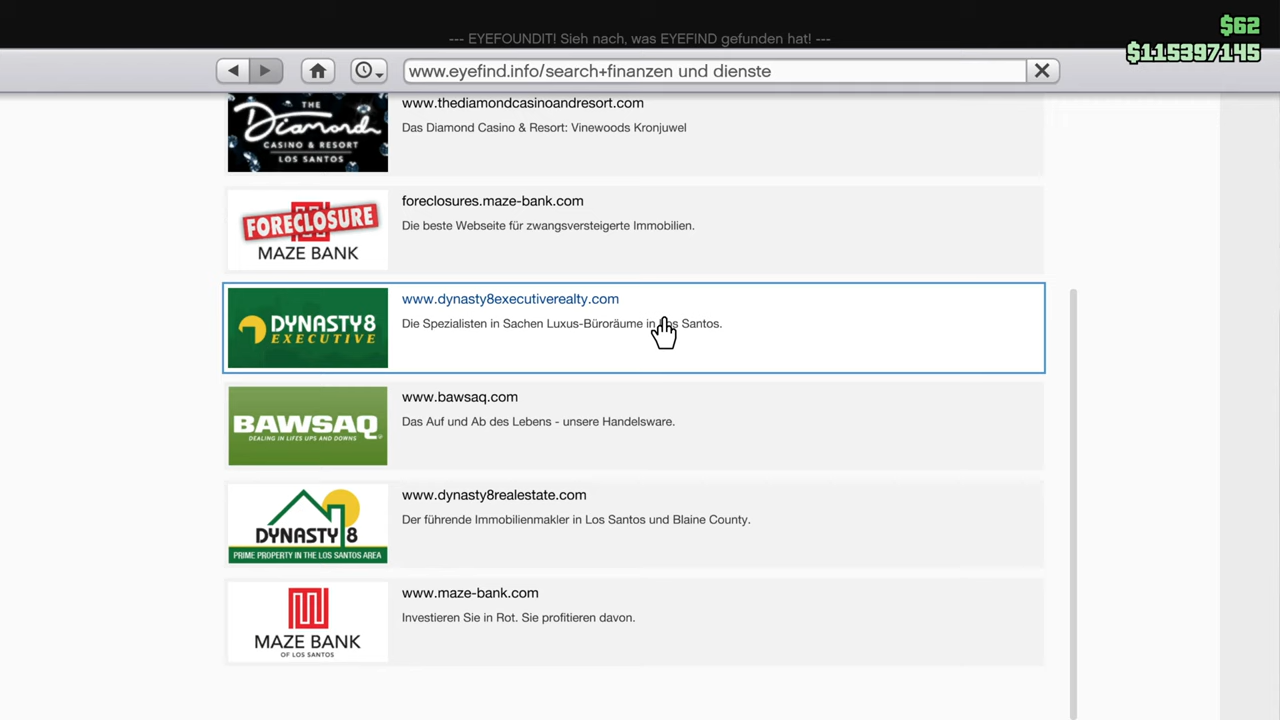 $62
--- EYEFOUNDIT! Sieh nach, was EYEFIND gefunden hat! ---
$115397145
www.eyefind.info/search+finanzen und dienste
THE
Diamond
CASINO & RESORT
LOS SANTOS
www.thediamondcasinoandresort.com
Das Diamond Casino & Resort: Vinewoods Kronjuwel
FORECLOSURE
MAZE BANK
foreclosures.maze-bank.com
Die beste Webseite für zwangsversteigerte Immobilien.
DYNASTY8
EXECUTIVE
www.dynasty8executiverealty.com
Die Spezialisten in Sachen Luxus-Büroräume in Los Santos.
BAWSAQ
DEALING IN LIFES UPS AND DOWNS
www.bawsaq.com
Das Auf und Ab des Lebens - unsere Handelsware.
DYNASTY 8
PRIME PROPERTY IN THE LOS SANTOS AREA
www.dynasty8realestate.com
Der führende Immobilienmakler in Los Santos und Blaine County.
MAZE BANK
OF LOS SANTOS
www.maze-bank.com
Investieren Sie in Rot. Sie profitieren davon.